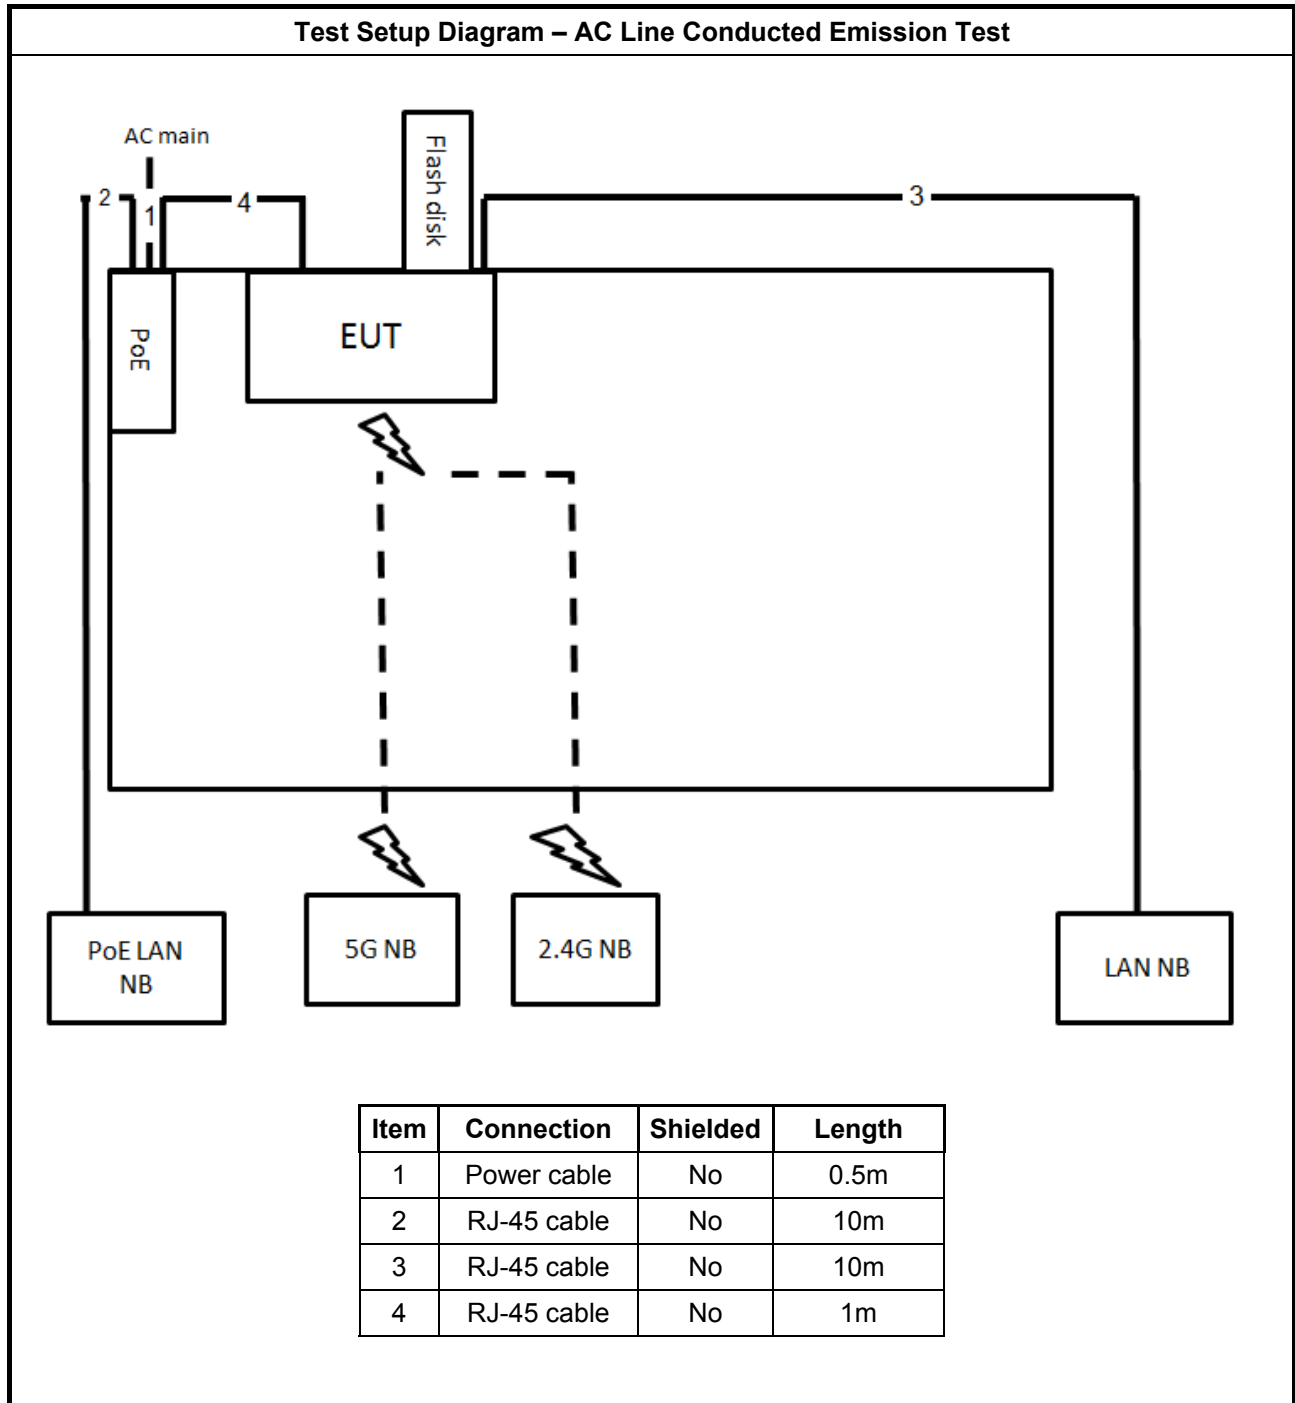 Test Setup Diagram – AC Line Conducted Emission Test
AC main
2
1
4
Flash disk
3
PoE
EUT
PoE LAN
NB
5G NB
2.4G NB
LAN NB
Item Connection Shielded Length
1 Power cable No 0.5m
2 RJ-45 cable No 10m
3 RJ-45 cable No 10m
4 RJ-45 cable No 1m